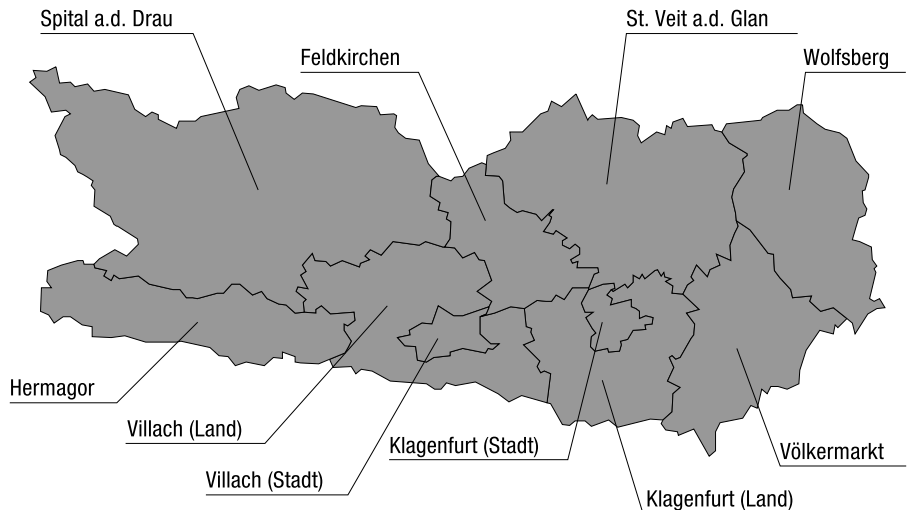 Spital a.d. Drau
St. Veit a.d. Glan
Feldkirchen
Wolfsberg
Hermagor
Villach (Land)
Klagenfurt (Stadt)
Völkermarkt
Villach (Stadt)
Klagenfurt (Land)